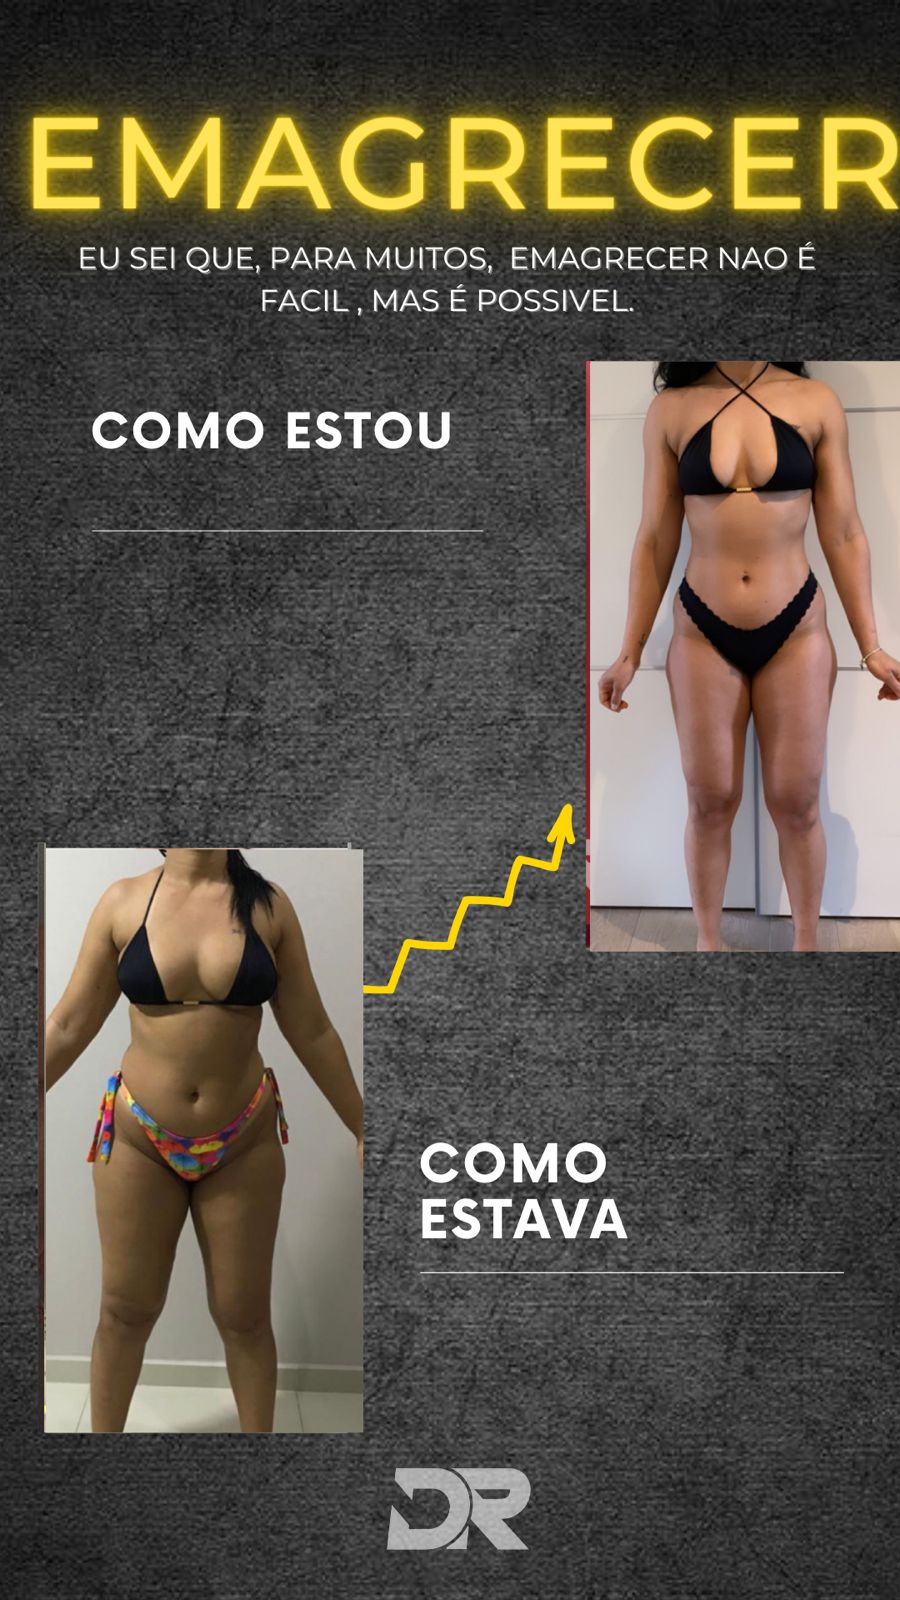 EMAGRECER
EU SEI QUE, PARA MUITOS, EMAGRECER NAO É
FACIL , MAS É POSSIVEL.
COMO ESTOU
COMO
ESTAVA
DR